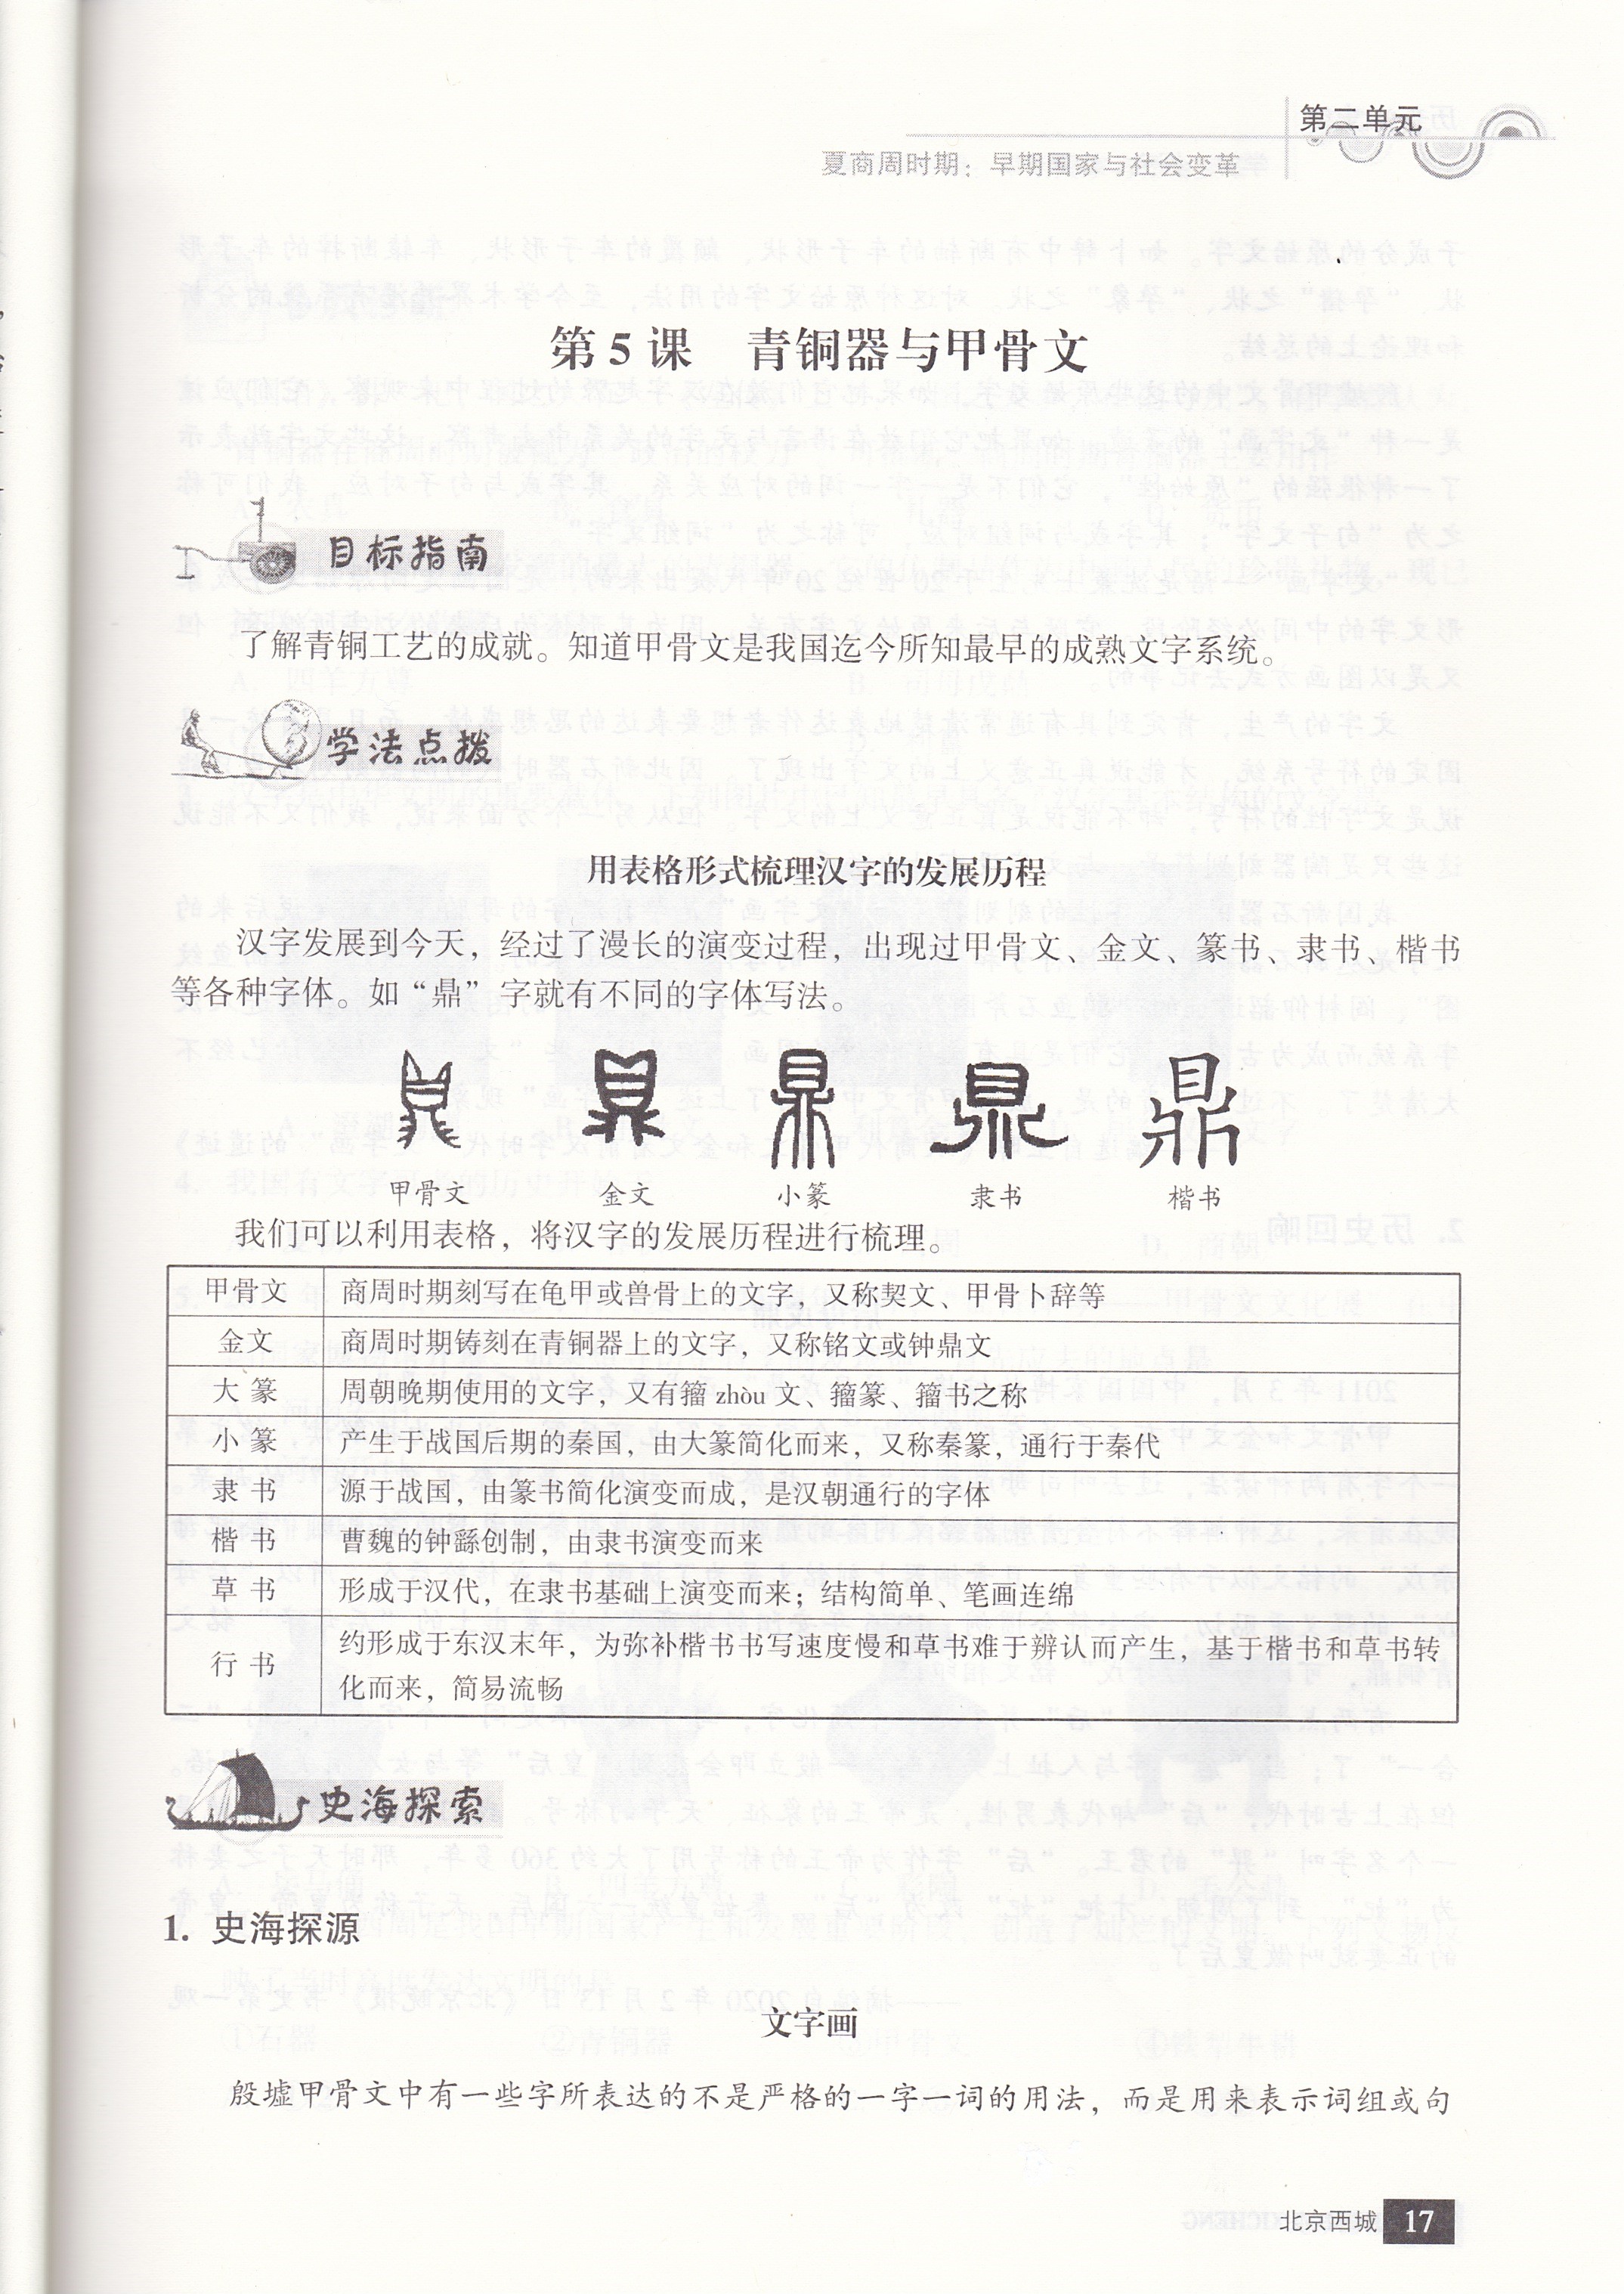 第二单元
夏商周时期：早期国家与社会变革
第 5 课　青铜器与甲骨文
目标指南
了解青铜工艺的成就。知道甲骨文是我国迄今所知最早的成熟文字系统。
学法点拨
用表格形式梳理汉字的发展历程
汉字发展到今天，经过了漫长的演变过程，出现过甲骨文、金文、篆书、隶书、楷书
等各种字体。如“鼎”字就有不同的字体写法。
鼎 鼎 鼎 鼎 鼎
甲骨文 金文 小篆 隶书 楷书
我们可以利用表格，将汉字的发展历程进行梳理。
甲骨文 商周时期刻写在龟甲或兽骨上的文字，又称契文、甲骨卜辞等
金文 商周时期铸刻在青铜器上的文字，又称铭文或钟鼎文
大篆 周朝晚期使用的文字，又有籀 zhòu 文、籀篆、籀书之称
小篆 产生于战国后期的秦国，由大篆简化而来，又称秦篆，通行于秦代
隶书 源于战国，由篆书简化演变而成，是汉朝通行的字体
楷书 曹魏的钟繇创制，由隶书演变而来
草书 形成于汉代，在隶书基础上演变而来；结构简单、笔画连绵
行书 约形成于东汉末年，为弥补楷书书写速度慢和草书难于辨认而产生，基于楷书和草书转
化而来，简易流畅
史海探索
1. 史海探源
文字画
殷墟甲骨文中有一些字所表达的不是严格的一字一词的用法，而是用来表示词组或句
北京西城 17